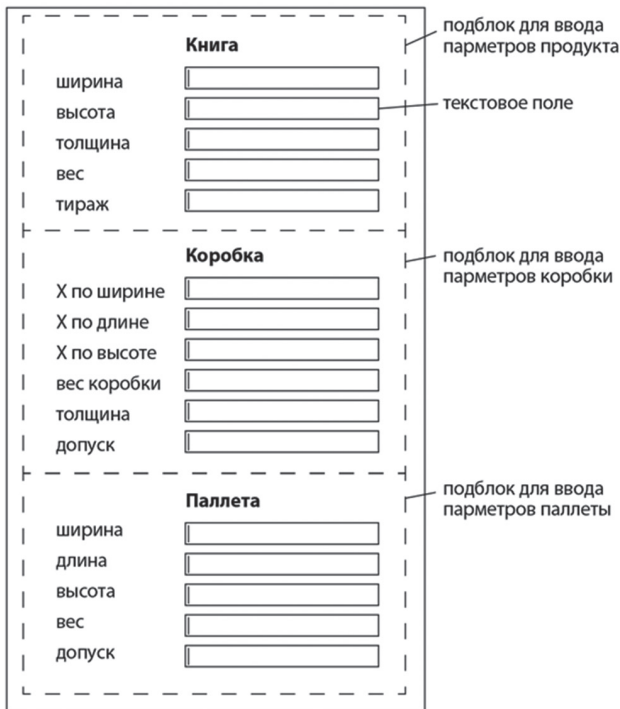 Книга
ширина
высота
толщина
вес
тираж
подблок для ввода
парметров продукта
текстовое поле
Коробка
X по ширине
X по длине
X по высоте
вес коробки
толщина
допуск
подблок для ввода
парметров коробки
Паллета
ширина
длина
высота
вес
допуск
подблок для ввода
парметров паллеты